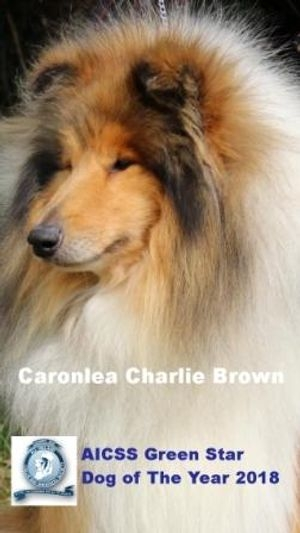 Caronlea Charlie Brown
AICSS Green Star
Dog of The Year 2018